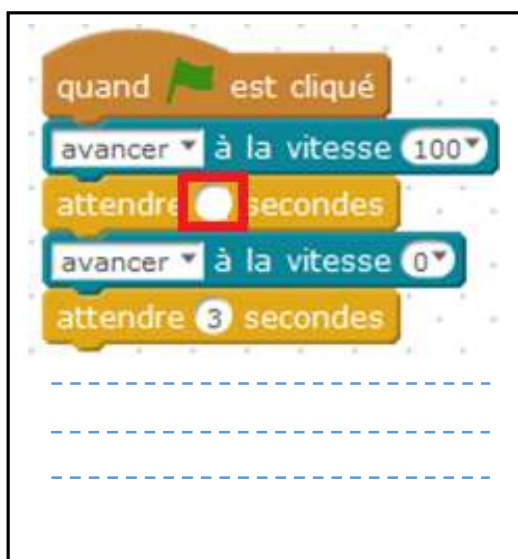 quand est cliqué
avancer à la vitesse 100
attendre secondes
avancer à la vitesse 0
attendre 3 secondes